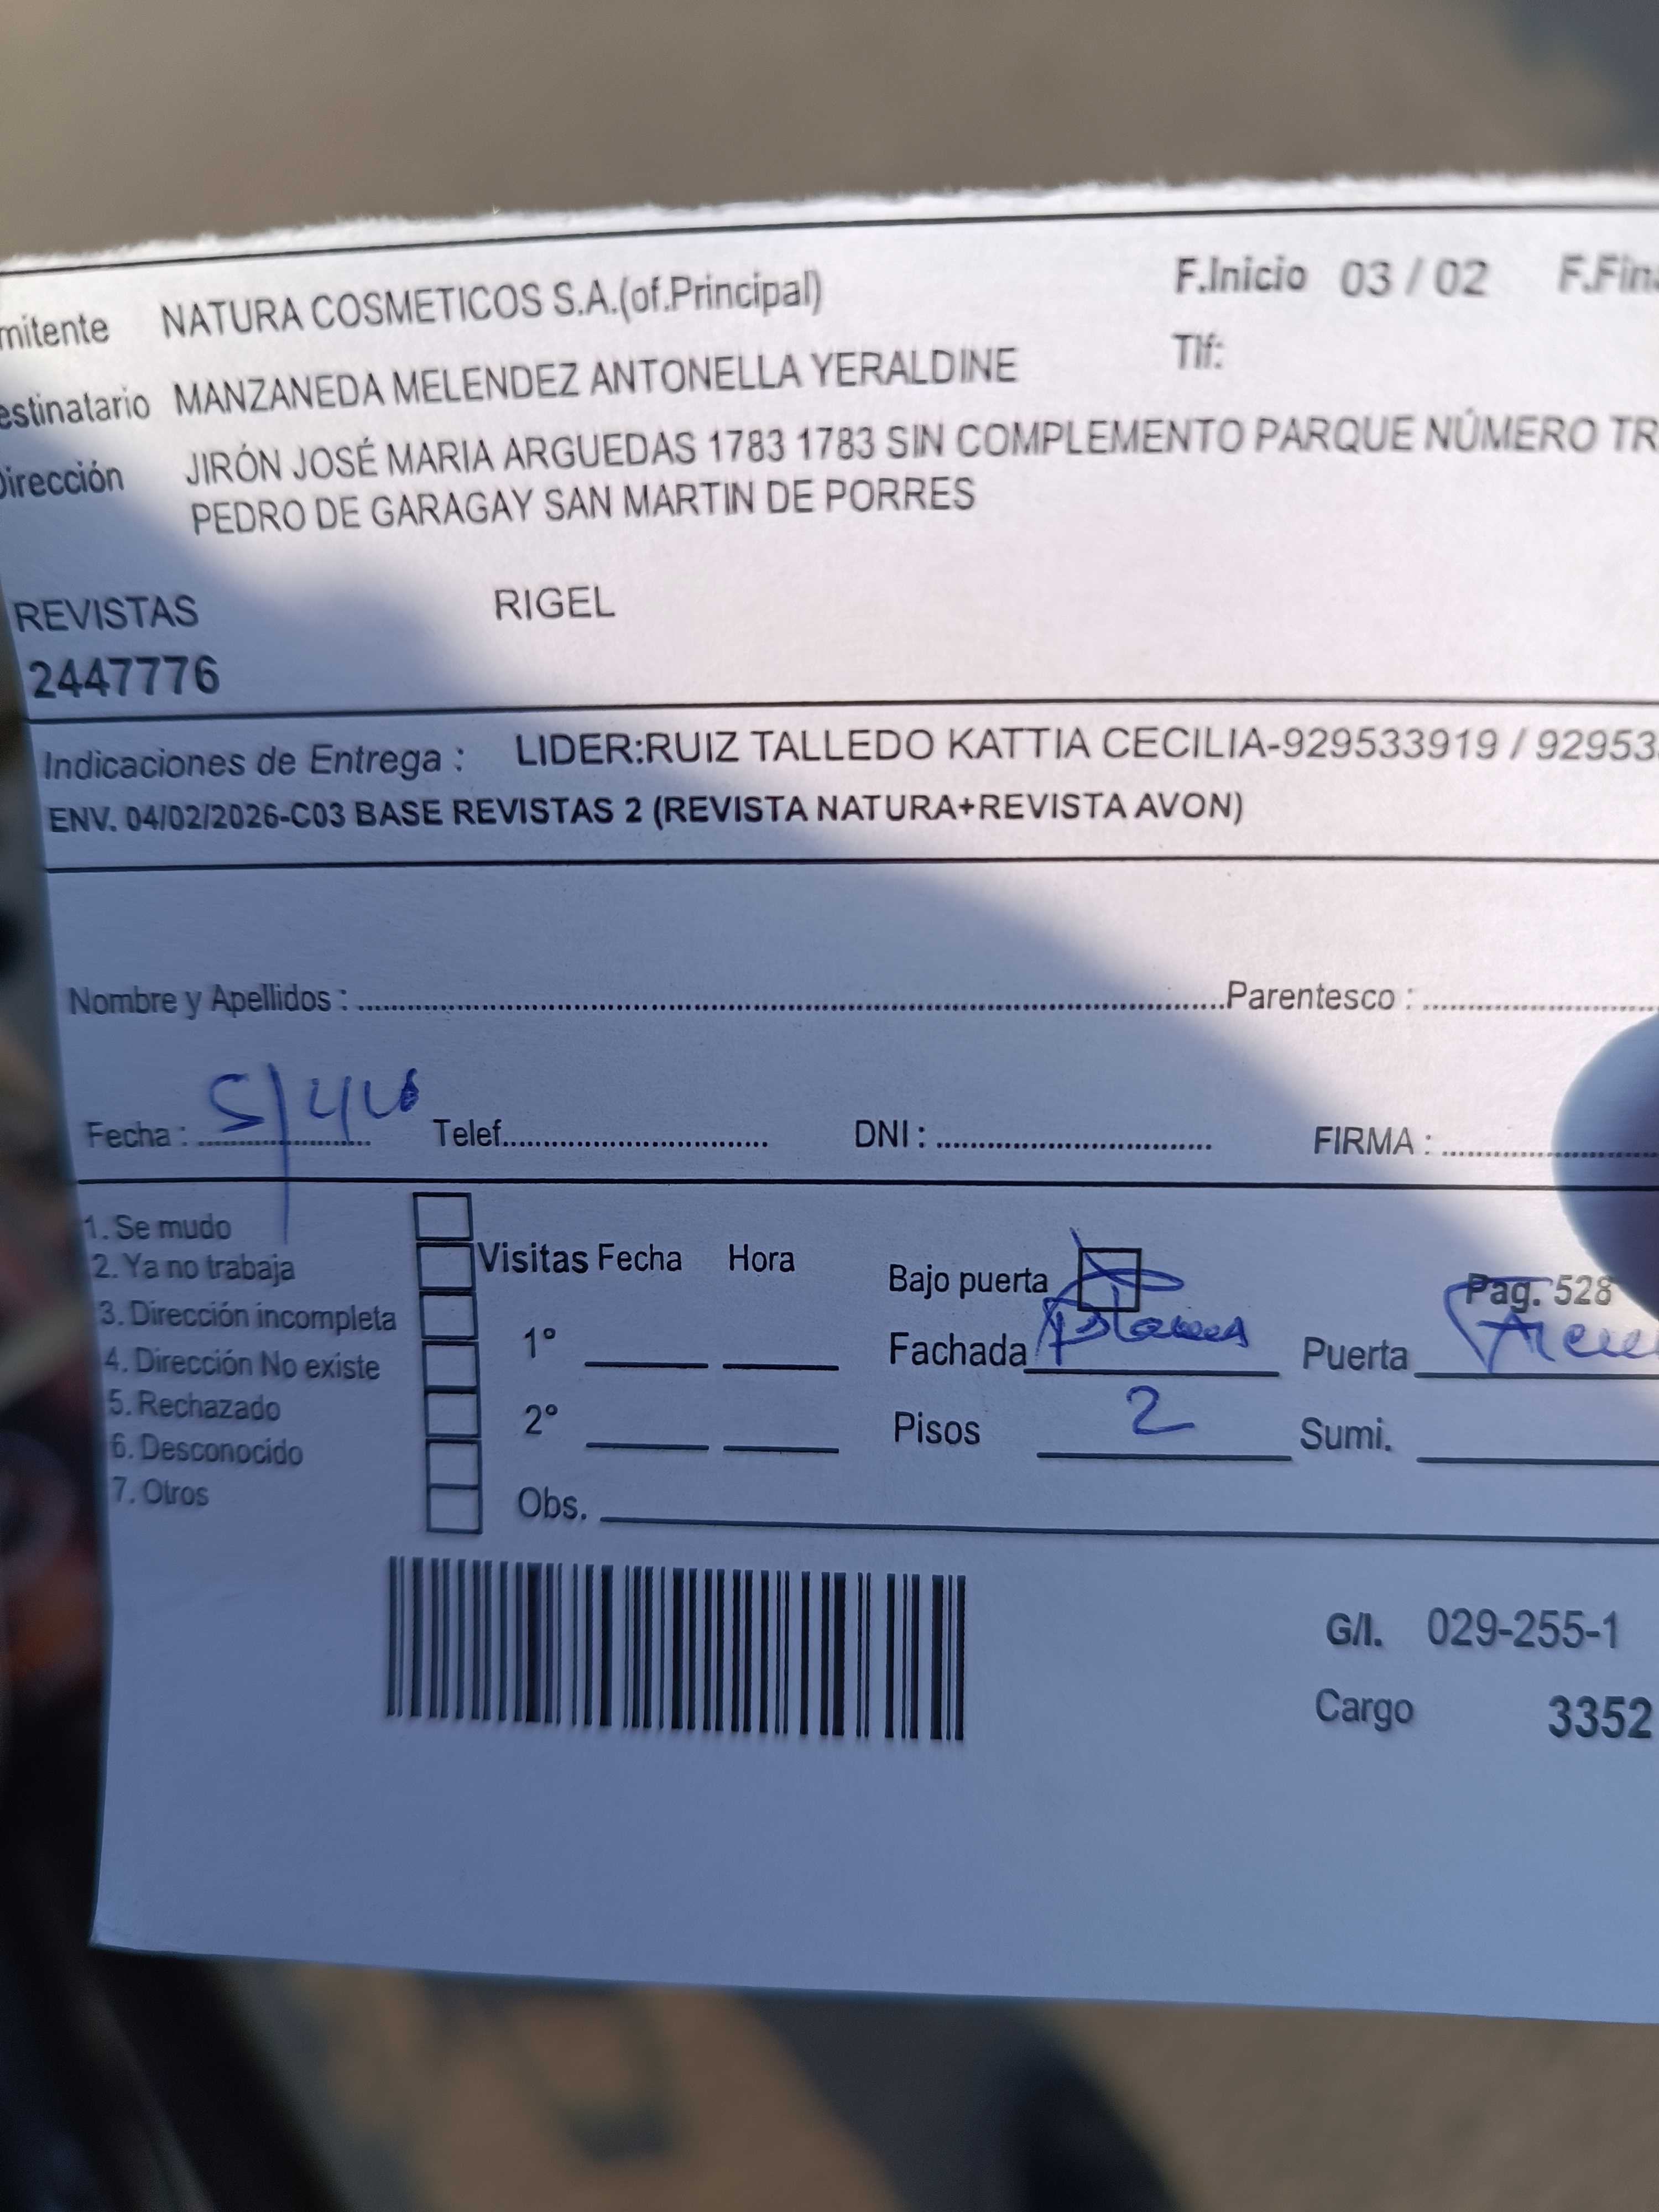 mitente NATURA COSMETICOS S.A.(of.Principal) F.Inicio 03 / 02 F.Fin
estinatario MANZANEDA MELENDEZ ANTONELLA YERALDINE Tlf:
Dirección JIRÓN JOSÉ MARIA ARGUEDAS 1783 1783 SIN COMPLEMENTO PARQUE NÚMERO TR
PEDRO DE GARAGAY SAN MARTIN DE PORRES
REVISTAS RIGEL
2447776
Indicaciones de Entrega : LIDER:RUIZ TALLEDO KATTIA CECILIA-929533919 / 92953
ENV. 04/02/2026-C03 BASE REVISTAS 2 (REVISTA NATURA+REVISTA AVON)
Nombre y Apellidos : Parentesco :
Fecha : Telef. DNI : FIRMA :
1. Se mudo
2. Ya no trabaja
3. Dirección incompleta
4. Dirección No existe
5. Rechazado
6. Desconocido
7. Otros
Visitas Fecha Hora
1°
2°
Obs.
Bajo puerta Pag. 528
Fachada Puerta
Pisos 2 Sumi.
G/I. 029-255-1
Cargo 3352